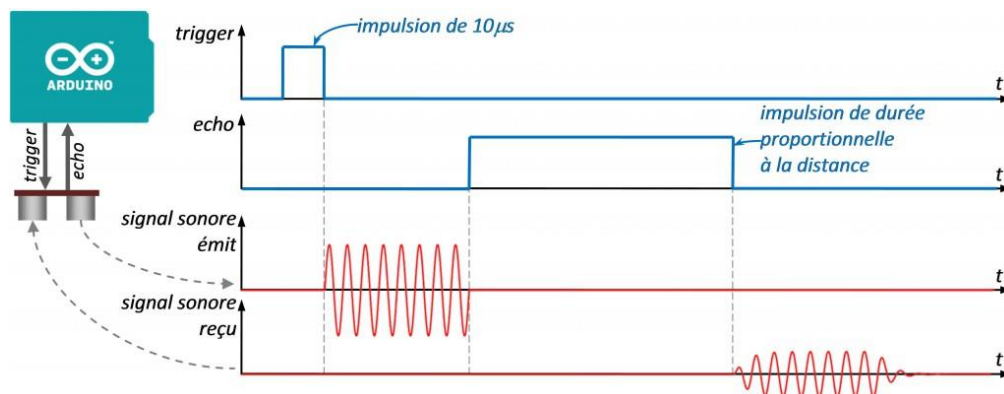 trigger
impulsion de 10µs
t
ARDUINO
TM
echo
impulsion de durée
proportionnelle
à la distance
t
trigger
echo
signal sonore
émit
t
signal sonore
reçu
t